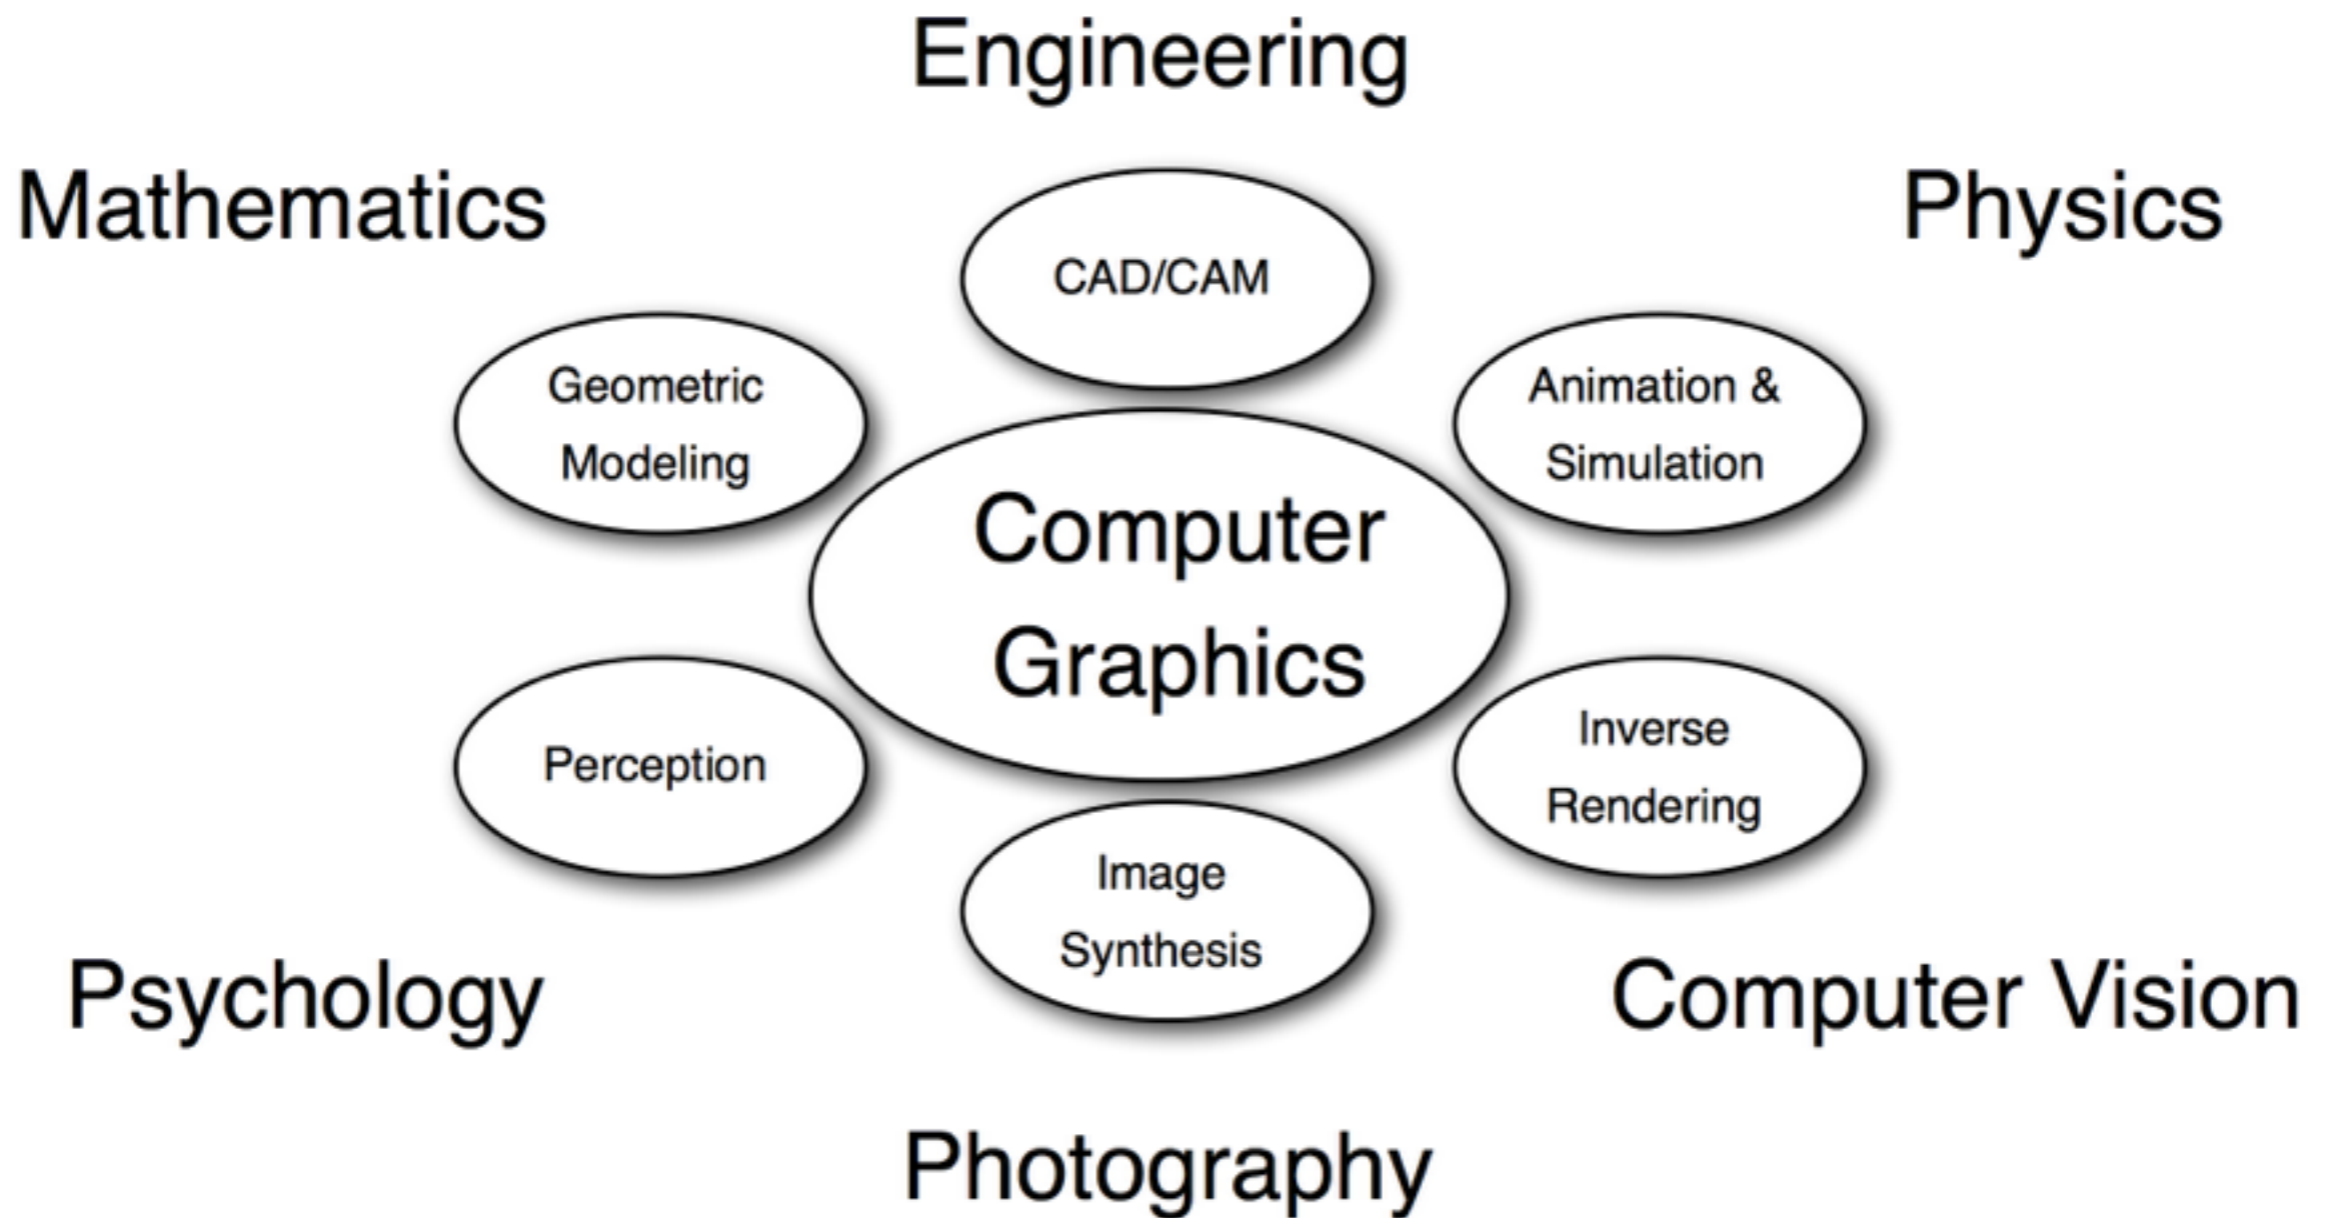 Engineering
Mathematics
Physics
CAD/CAM
Geometric
Modeling
Animation &
Simulation
Computer
Graphics
Perception
Inverse
Rendering
Image
Synthesis
Psychology
Computer Vision
Photography